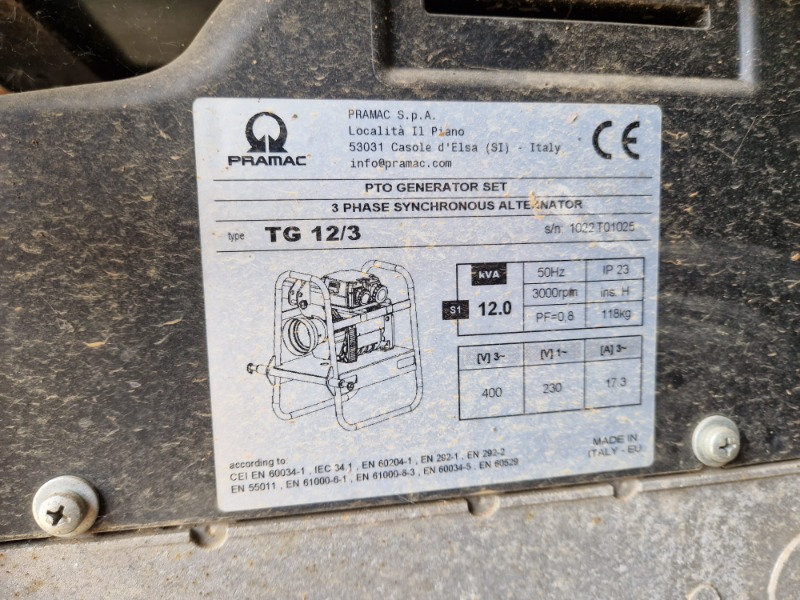 PRAMAC
PRAMAC S.p.A.
Località Il Piano
53031 Casole d'Elsa (SI) - Italy
info@pramac.com
CE
PTO GENERATOR SET
3 PHASE SYNCHRONOUS ALTERNATOR
type TG 12/3 s/n: 1022T01025
kVA 50Hz IP 23
S1 12.0 3000rpm ins. H
PF=0,8 118kg
[V] 3~ [V] 1~ [A] 3~
400 230 17.3
according to:
CEI EN 60034-1 , IEC 34.1 , EN 60204-1 , EN 292-1 , EN 292-2
EN 55011 , EN 61000-6-1 , EN 61000-6-3 , EN 60034-5 , EN 60529
MADE IN
ITALY - EU